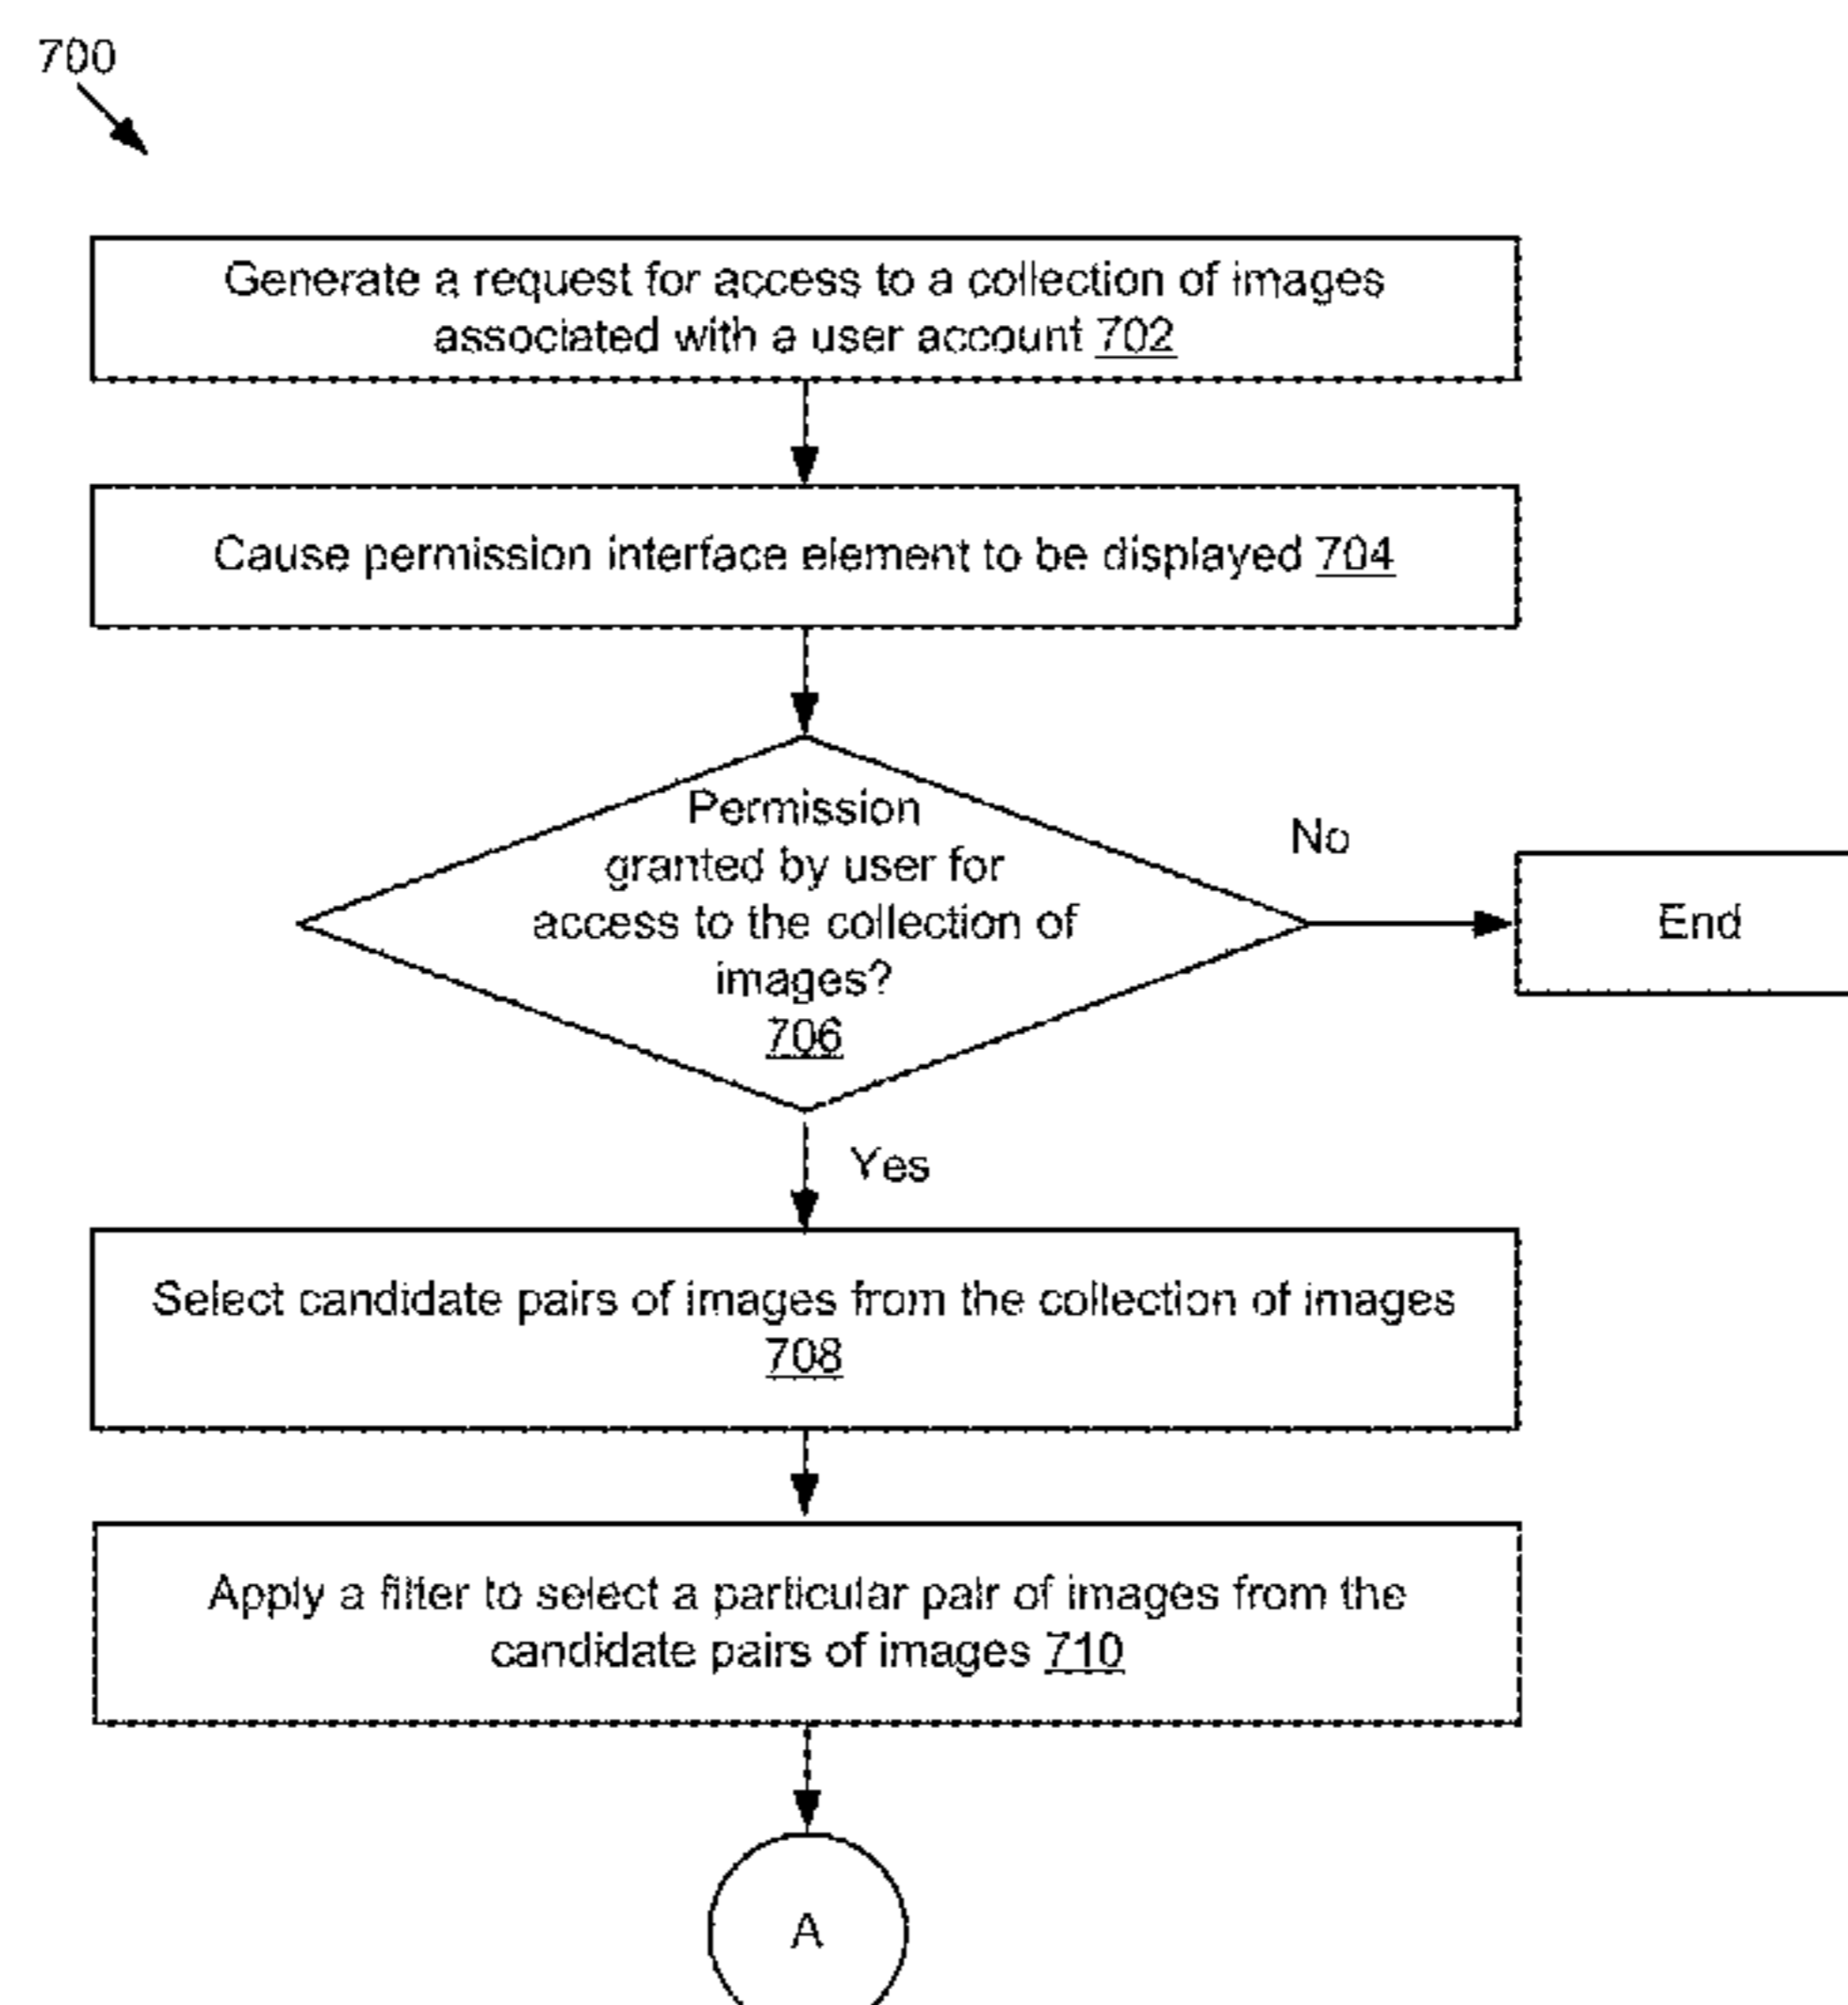 700
Generate a request for access to a collection of images
associated with a user account 702
Cause permission interface element to be displayed 704
Permission
granted by user for
access to the collection of
images?
706
No
End
Yes
Select candidate pairs of images from the collection of images
708
Apply a filter to select a particular pair of images from the
candidate pairs of images 710
A